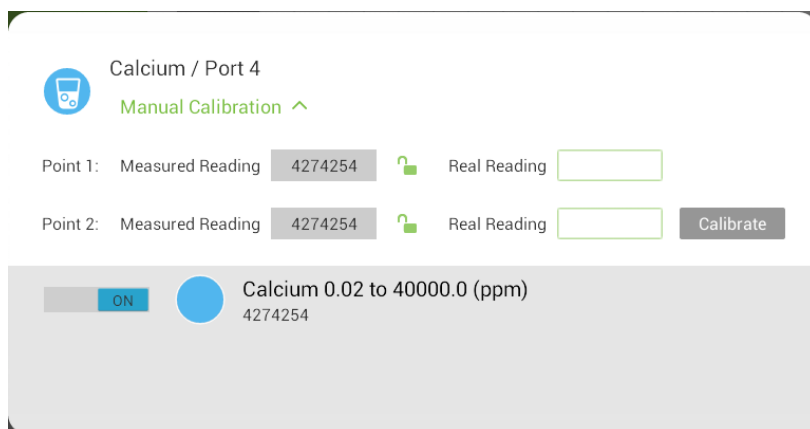 Calcium / Port 4
Manual Calibration
Point 1: Measured Reading 4274254 Real Reading
Point 2: Measured Reading 4274254 Real Reading Calibrate
ON Calcium 0.02 to 40000.0 (ppm)
4274254